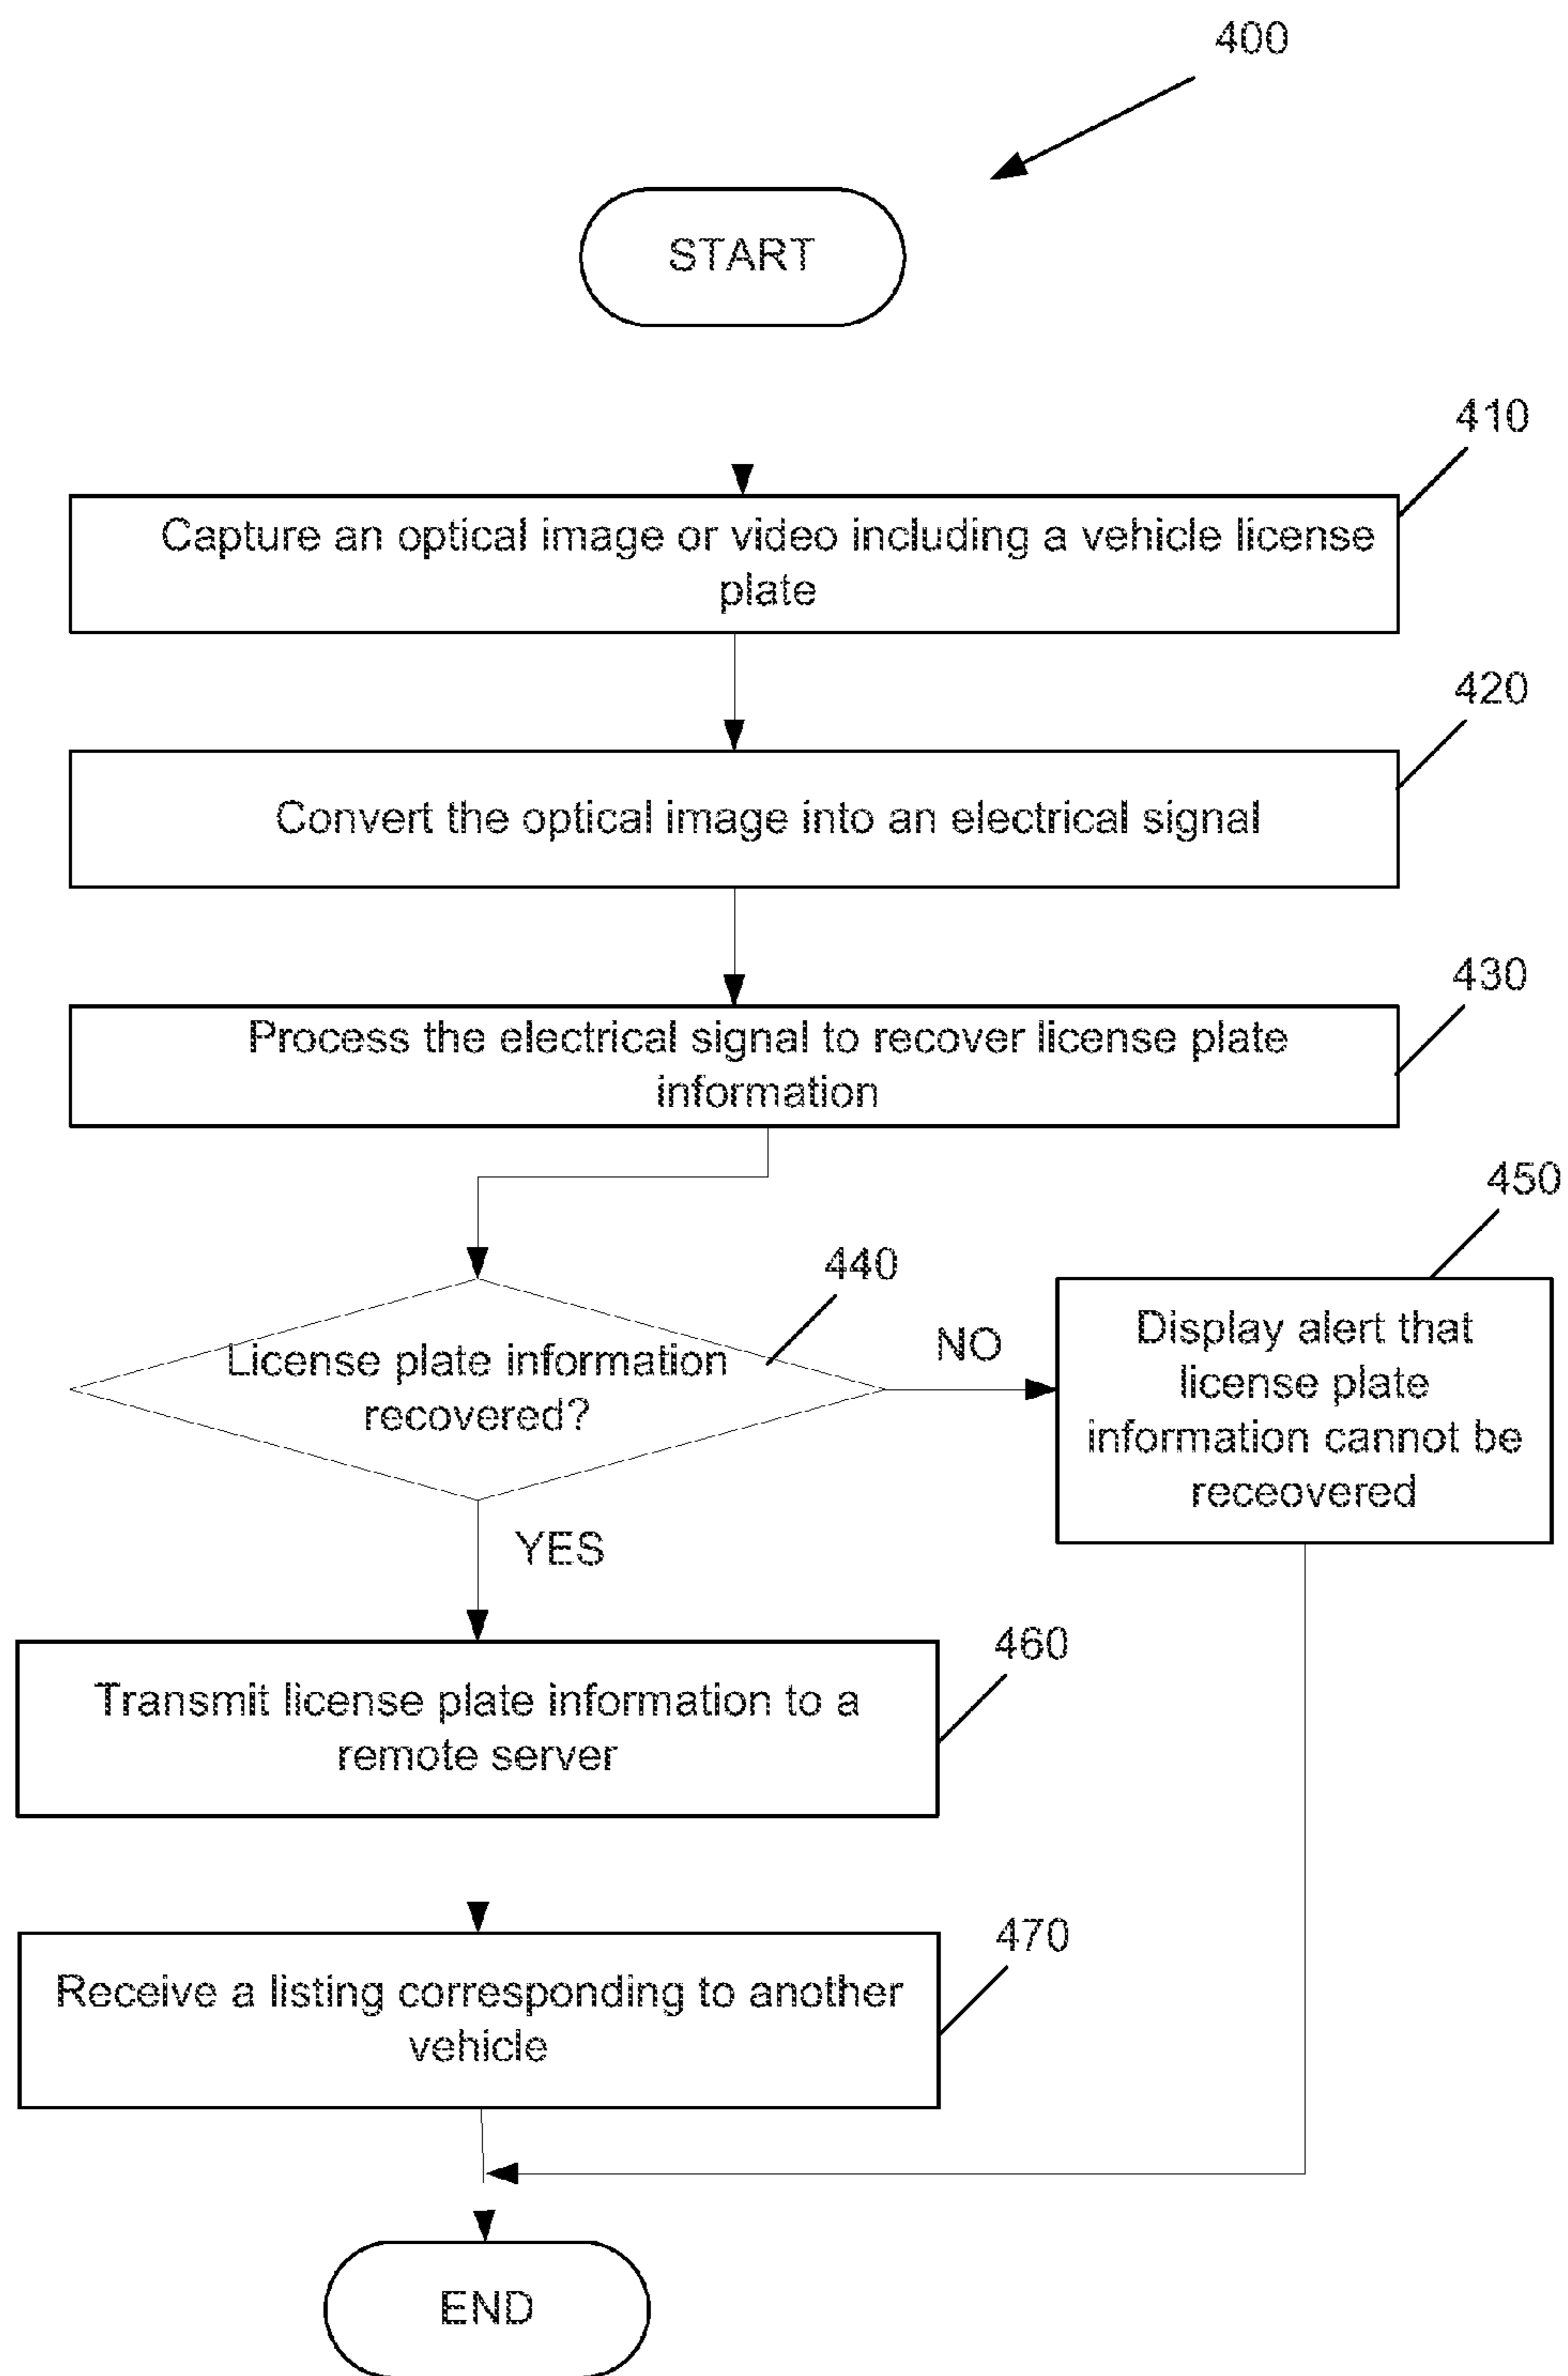 400
START
410
Capture an optical image or video including a vehicle license
plate
420
Convert the optical image into an electrical signal
430
Process the electrical signal to recover license plate
information
440
License plate information
recovered?
NO
450
Display alert that
license plate
information cannot be
receovered
YES
460
Transmit license plate information to a
remote server
470
Receive a listing corresponding to another
vehicle
END